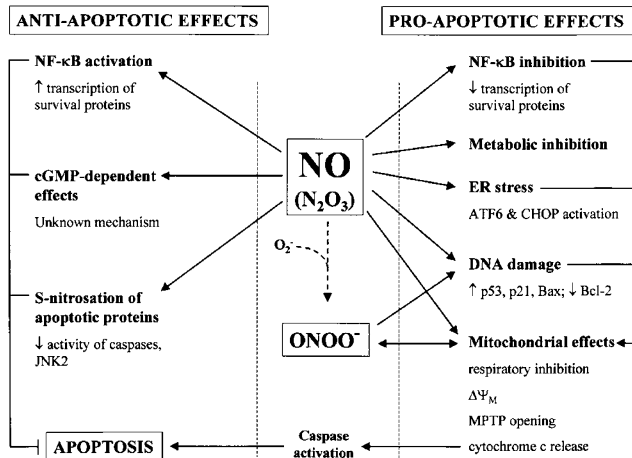 ANTI-APOPTOTIC EFFECTS
PRO-APOPTOTIC EFFECTS
NF-κB activation
↑ transcription of
survival proteins
cGMP-dependent
effects
Unknown mechanism
S-nitrosation of
apoptotic proteins
↓ activity of caspases,
JNK2
APOPTOSIS
NO
(N₂O₃)
O₂⁻
ONOO⁻
Caspase
activation
NF-κB inhibition
↓ transcription of
survival proteins
Metabolic inhibition
ER stress
ATF6 & CHOP activation
DNA damage
↑ p53, p21, Bax; ↓ Bcl-2
Mitochondrial effects
respiratory inhibition
ΔΨM
MPTP opening
cytochrome c release